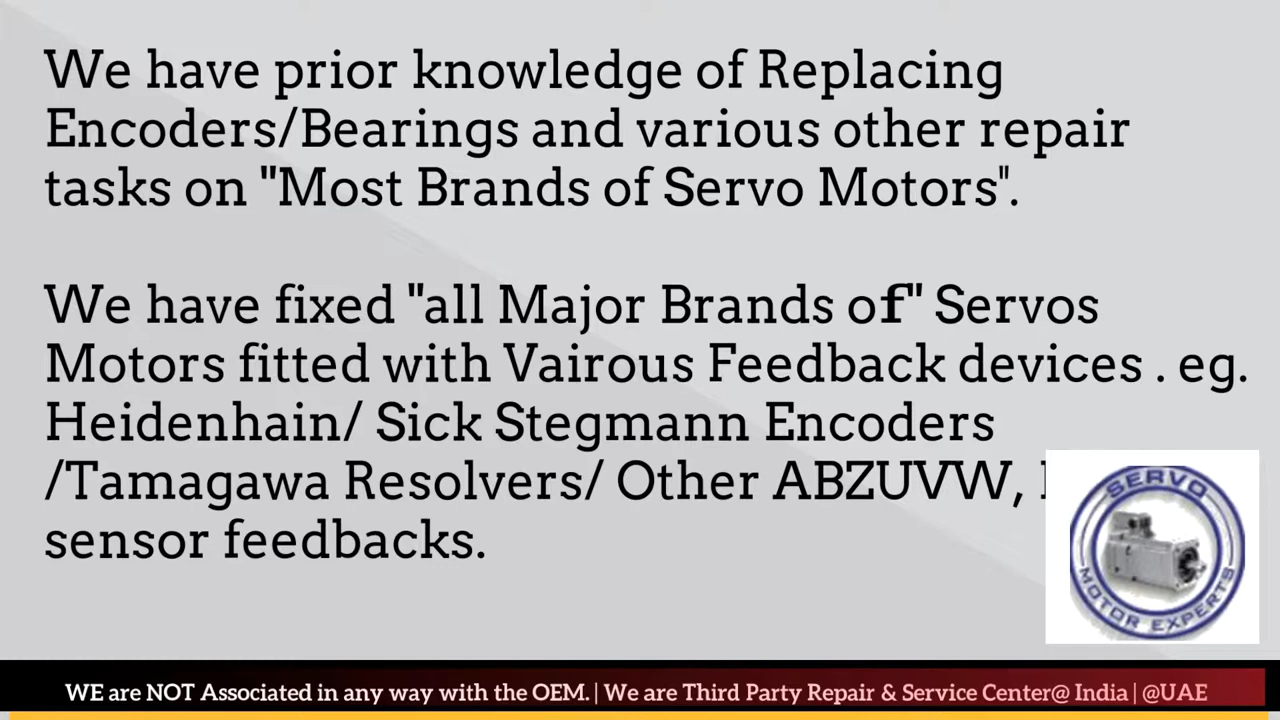 We have prior knowledge of Replacing
Encoders/Bearings and various other repair
tasks on "Most Brands of Servo Motors".
We have fixed "all Major Brands of" Servos
Motors fitted with Vairous Feedback devices . eg.
Heidenhain/ Sick Stegmann Encoders
/Tamagawa Resolvers/ Other ABZUVW,
sensor feedbacks.
SERVO
MOTOR EXPERTS
WE are NOT Associated in any way with the OEM. | We are Third Party Repair & Service Center@ India | @UAE